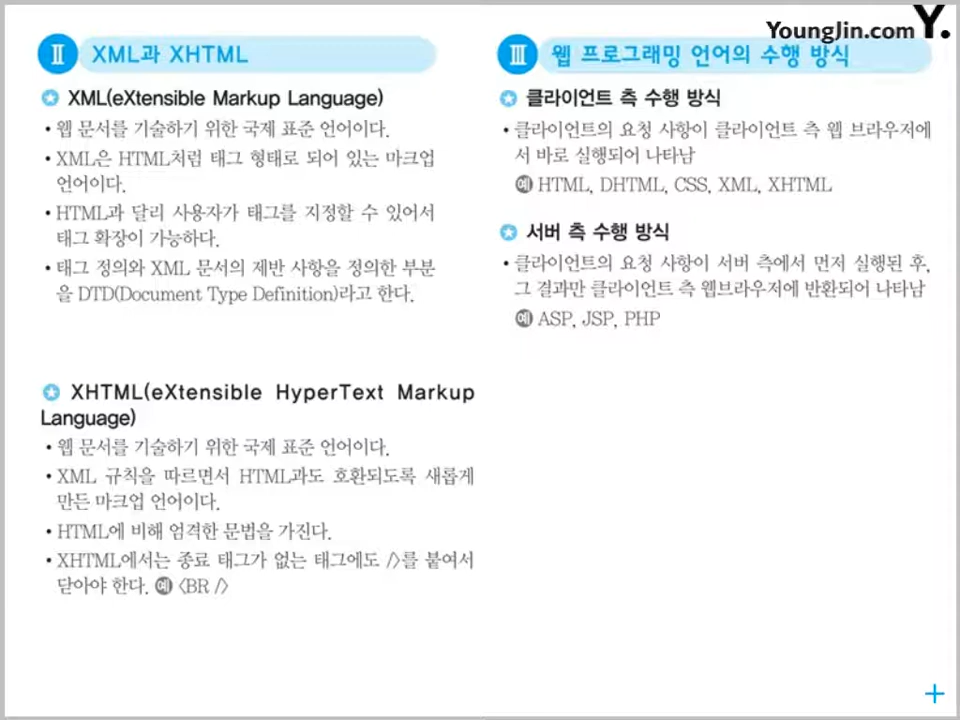 YoungJin.com Y.
Ⅱ XML과 XHTML
XML(eXtensible Markup Language)
• 웹 문서를 기술하기 위한 국제 표준 언어이다.
• XML은 HTML처럼 태그 형태로 되어 있는 마크업
언어이다.
• HTML과 달리 사용자가 태그를 지정할 수 있어서
태그 확장이 가능하다.
• 태그 정의와 XML 문서의 제반 사항을 정의한 부분
을 DTD(Document Type Definition)라고 한다.
XHTML(eXtensible HyperText Markup
Language)
• 웹 문서를 기술하기 위한 국제 표준 언어이다.
• XML 규칙을 따르면서 HTML과도 호환되도록 새롭게
만든 마크업 언어이다.
• HTML에 비해 엄격한 문법을 가진다.
• XHTML에서는 종료 태그가 없는 태그에도 /〉를 붙여서
닫아야 한다. 예 〈BR /〉
Ⅲ 웹 프로그래밍 언어의 수행 방식
클라이언트 측 수행 방식
• 클라이언트의 요청 사항이 클라이언트 측 웹 브라우저에
서 바로 실행되어 나타남
예 HTML, DHTML, CSS, XML, XHTML
서버 측 수행 방식
• 클라이언트의 요청 사항이 서버 측에서 먼저 실행된 후,
그 결과만 클라이언트 측 웹브라우저에 반환되어 나타남
예 ASP, JSP, PHP